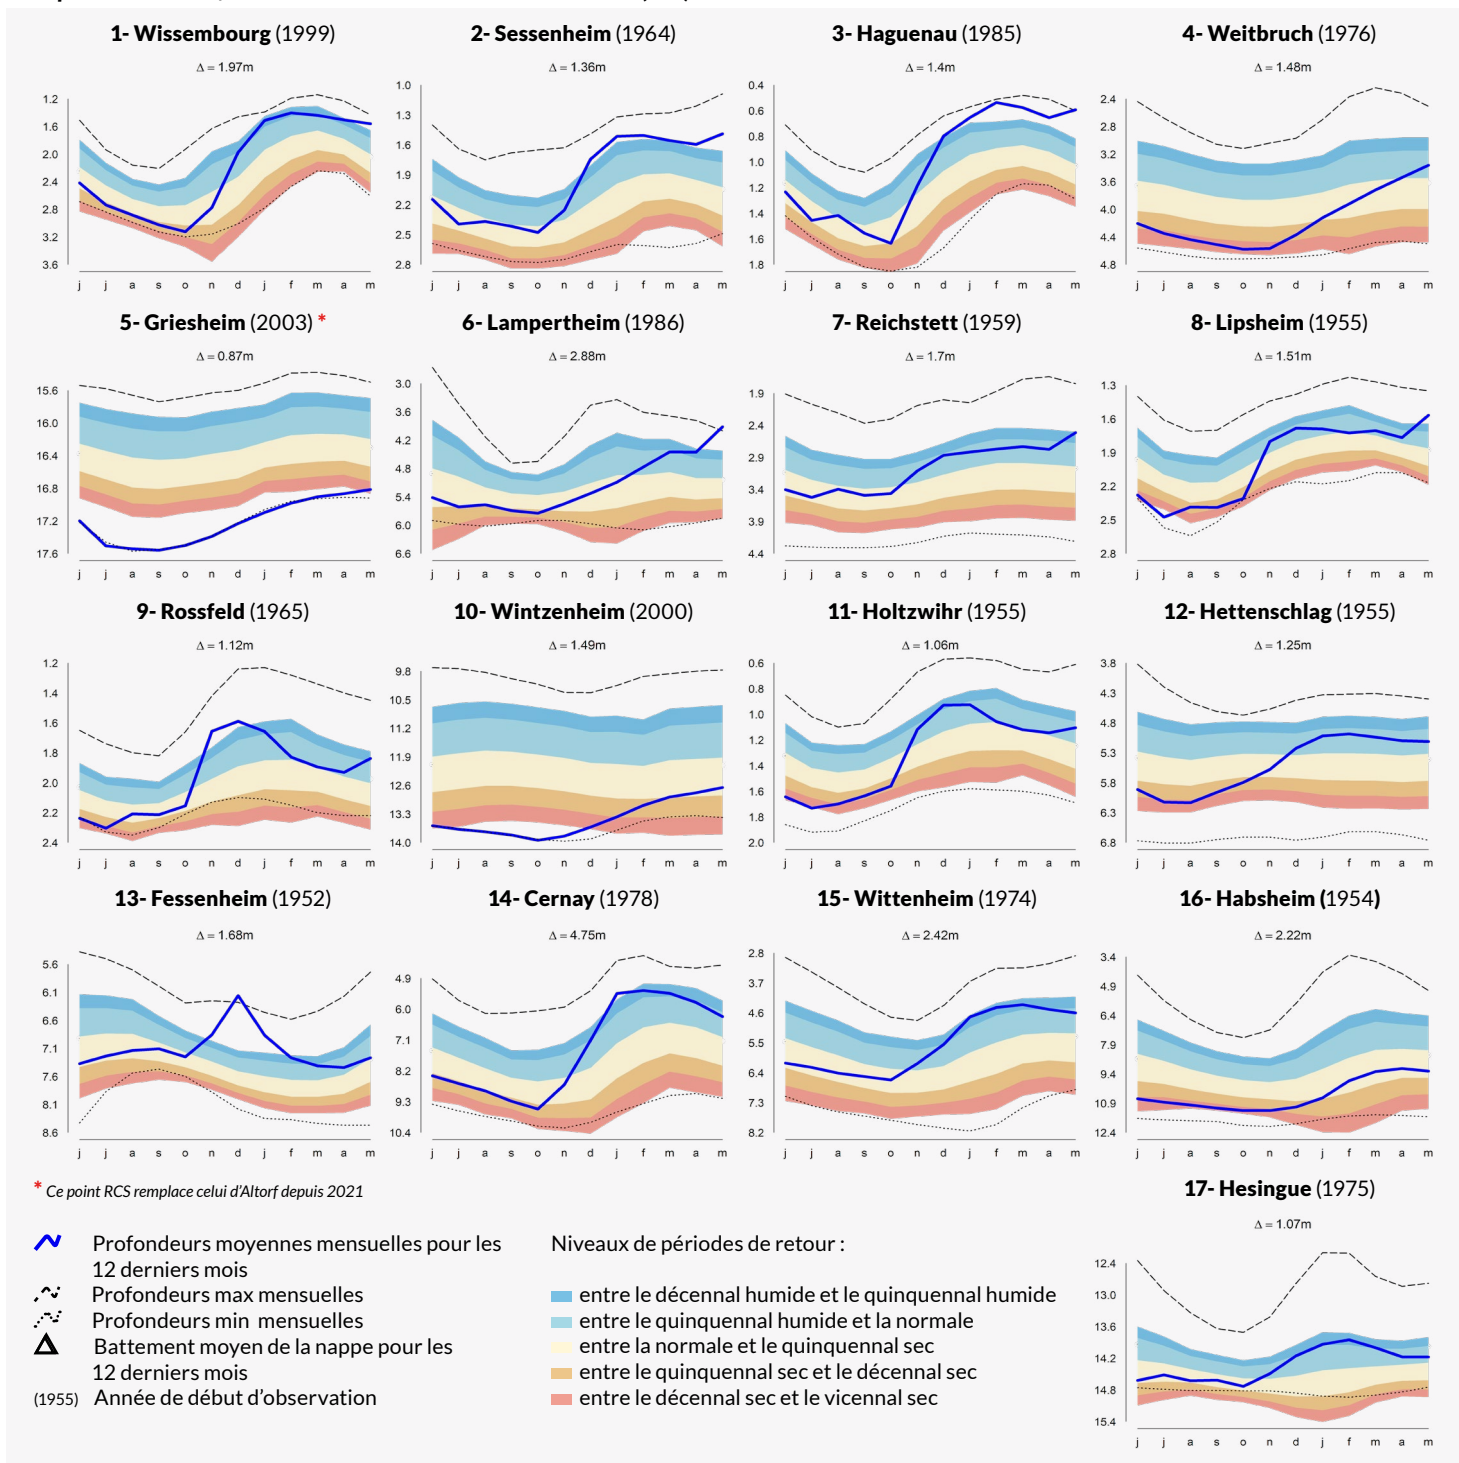 1- Wissembourg (1999)
Δ = 1.97m
1.2
1.6
2.0
2.4
2.8
3.2
3.6
j j a s o n d j f m a m
2- Sessenheim (1964)
Δ = 1.36m
1.0
1.3
1.6
1.9
2.2
2.5
2.8
j j a s o n d j f m a m
3- Haguenau (1985)
Δ = 1.4m
0.4
0.6
0.8
1.0
1.2
1.4
1.6
1.8
j j a s o n d j f m a m
4- Weitbruch (1976)
Δ = 1.48m
2.4
2.8
3.2
3.6
4.0
4.4
4.8
j j a s o n d j f m a m
5- Griesheim (2003) *
Δ = 0.87m
15.6
16.0
16.4
16.8
17.2
17.6
j j a s o n d j f m a m
6- Lampertheim (1986)
Δ = 2.88m
3.0
3.6
4.2
4.8
5.4
6.0
6.6
j j a s o n d j f m a m
7- Reichstett (1959)
Δ = 1.7m
1.9
2.4
2.9
3.4
3.9
4.4
j j a s o n d j f m a m
8- Lipsheim (1955)
Δ = 1.51m
1.3
1.6
1.9
2.2
2.5
2.8
j j a s o n d j f m a m
9- Rossfeld (1965)
Δ = 1.12m
1.2
1.4
1.6
1.8
2.0
2.2
2.4
j j a s o n d j f m a m
10- Wintzenheim (2000)
Δ = 1.49m
9.8
10.5
11.2
11.9
12.6
13.3
14.0
j j a s o n d j f m a m
11- Holtzwihr (1955)
Δ = 1.06m
0.6
0.8
1.0
1.2
1.4
1.6
1.8
2.0
j j a s o n d j f m a m
12- Hettenschlag (1955)
Δ = 1.25m
3.8
4.3
4.8
5.3
5.8
6.3
6.8
j j a s o n d j f m a m
13- Fessenheim (1952)
Δ = 1.68m
5.6
6.1
6.6
7.1
7.6
8.1
8.6
j j a s o n d j f m a m
14- Cernay (1978)
Δ = 4.75m
4.9
6.0
7.1
8.2
9.3
10.4
j j a s o n d j f m a m
15- Wittenheim (1974)
Δ = 2.42m
2.8
3.7
4.6
5.5
6.4
7.3
8.2
j j a s o n d j f m a m
16- Habsheim (1954)
Δ = 2.22m
3.4
4.9
6.4
7.9
9.4
10.9
12.4
j j a s o n d j f m a m
17- Hesingue (1975)
Δ = 1.07m
12.4
13.0
13.6
14.2
14.8
15.4
j j a s o n d j f m a m
* Ce point RCS remplace celui d'Altorf depuis 2021
Profondeurs moyennes mensuelles pour les
12 derniers mois
Profondeurs max mensuelles
Profondeurs min mensuelles
Δ Battement moyen de la nappe pour les
12 derniers mois
(1955) Année de début d'observation
Niveaux de périodes de retour :
entre le décennal humide et le quinquennal humide
entre le quinquennal humide et la normale
entre la normale et le quinquennal sec
entre le quinquennal sec et le décennal sec
entre le décennal sec et le vicennal sec